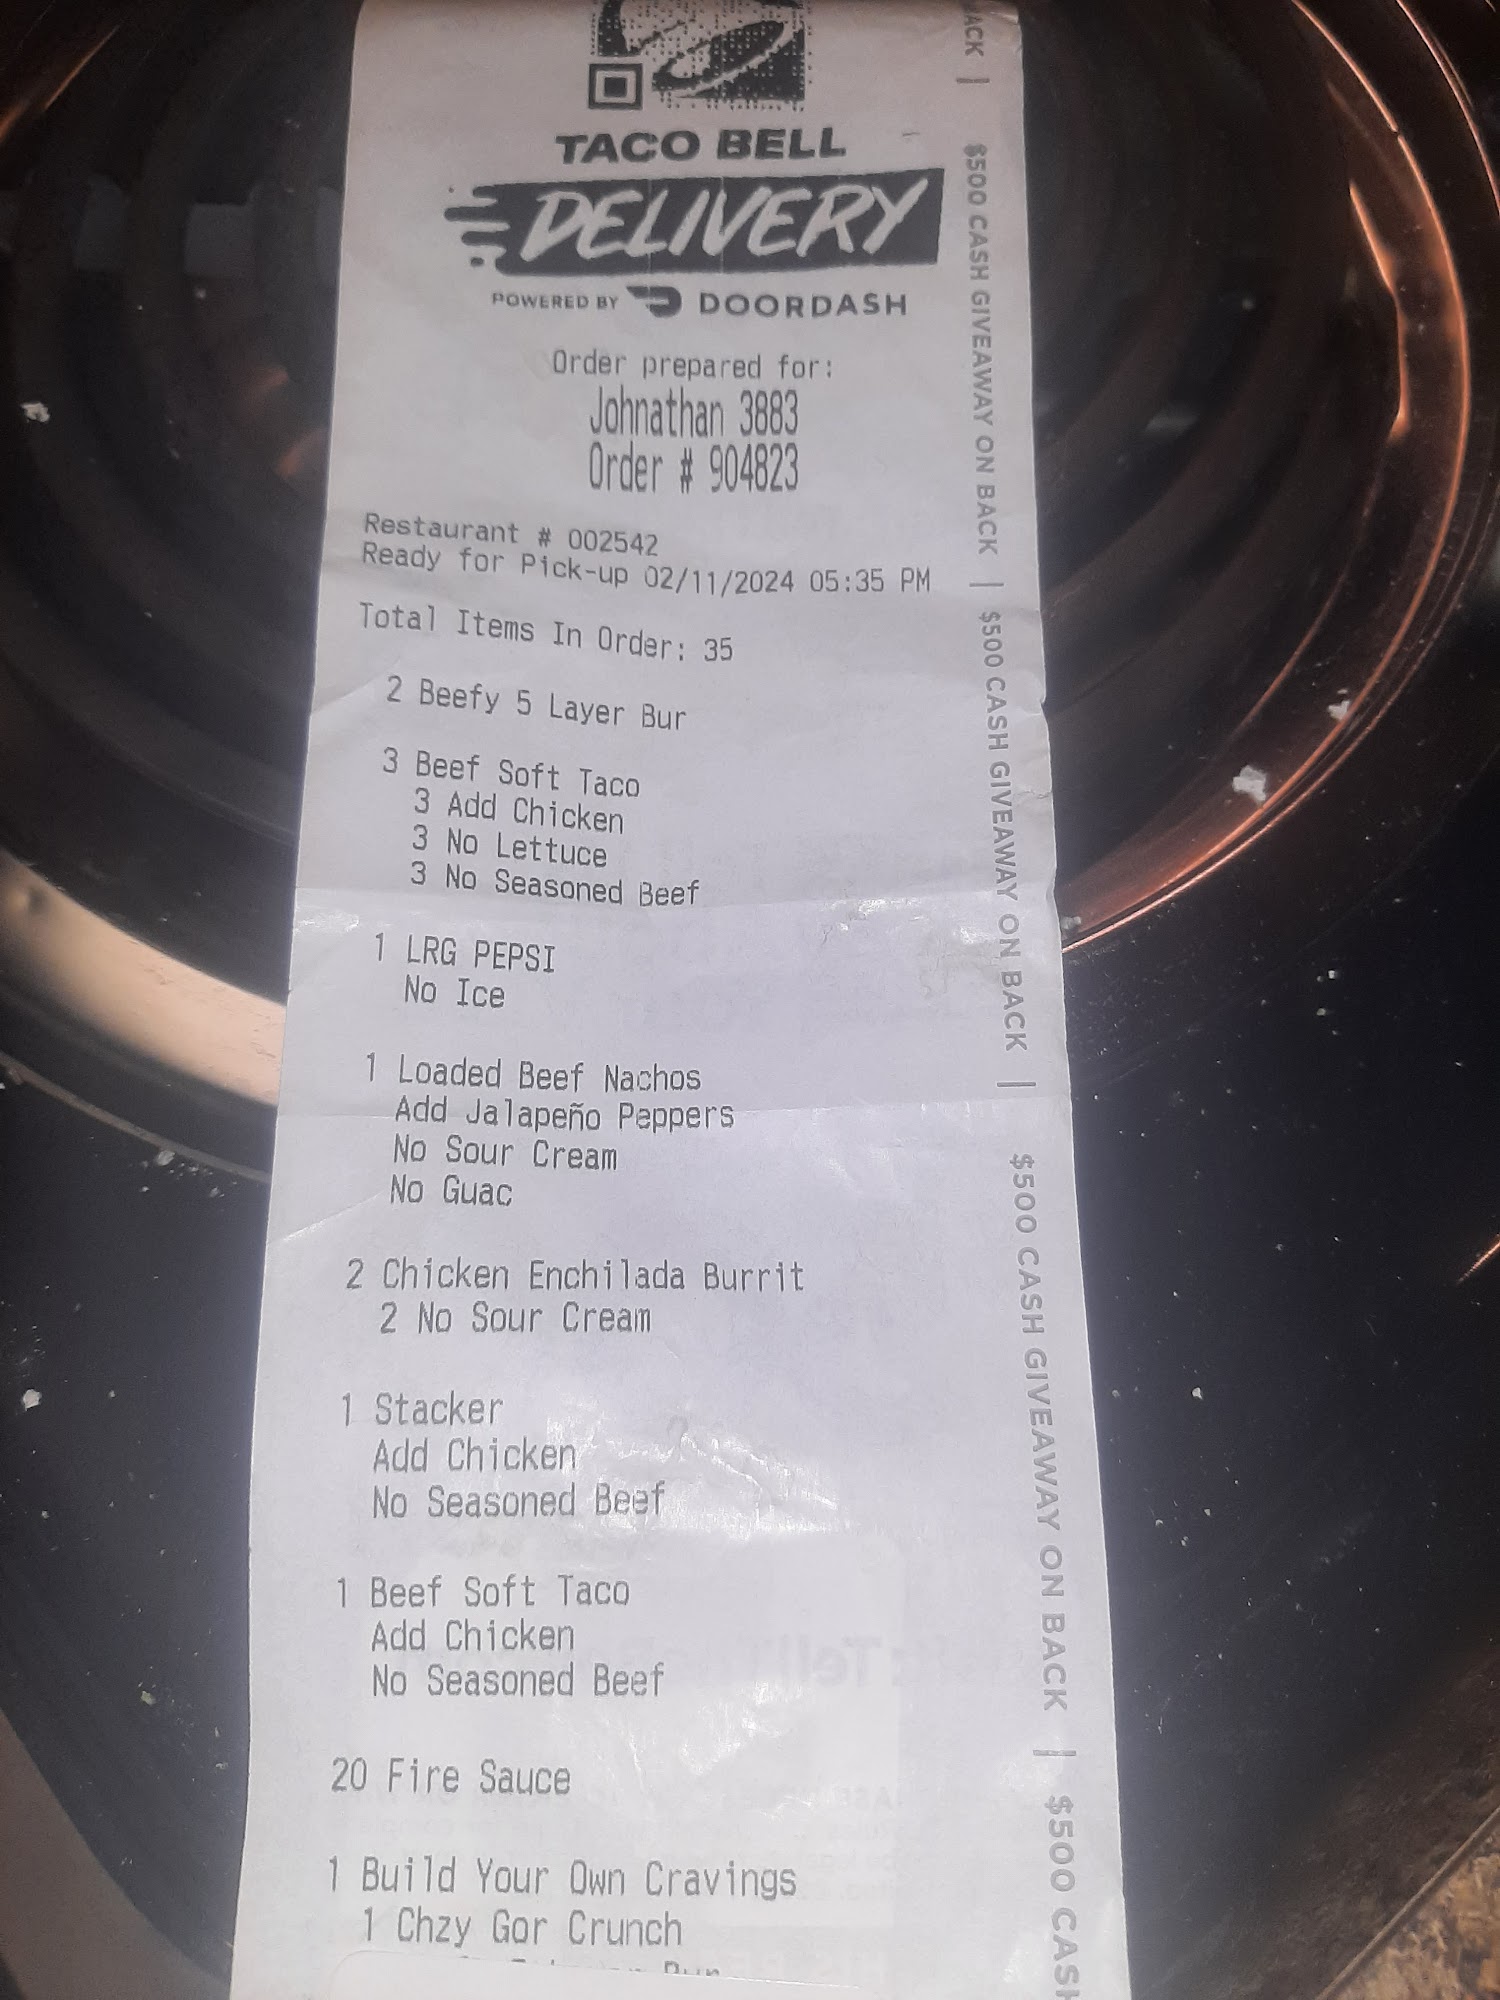 TACO BELL
DELIVERY
POWERED BY DOORDASH
Order prepared for:
Johnathan 3883
Order # 904823
Restaurant # 002542
Ready for Pick-up 02/11/2024 05:35 PM
Total Items In Order: 35
2 Beefy 5 Layer Bur
3 Beef Soft Taco
3 Add Chicken
3 No Lettuce
3 No Seasoned Beef
1 LRG PEPSI
No Ice
1 Loaded Beef Nachos
Add Jalapeño Peppers
No Sour Cream
No Guac
2 Chicken Enchilada Burrit
2 No Sour Cream
1 Stacker
Add Chicken
No Seasoned Beef
1 Beef Soft Taco
Add Chicken
No Seasoned Beef
20 Fire Sauce
1 Build Your Own Cravings
1 Chzy Gor Crunch
ACK | $500 CASH GIVEAWAY ON BACK | $500 CASH GIVEAWAY ON BACK | $500 CASH GIVEAWAY ON BACK | $500 CASH